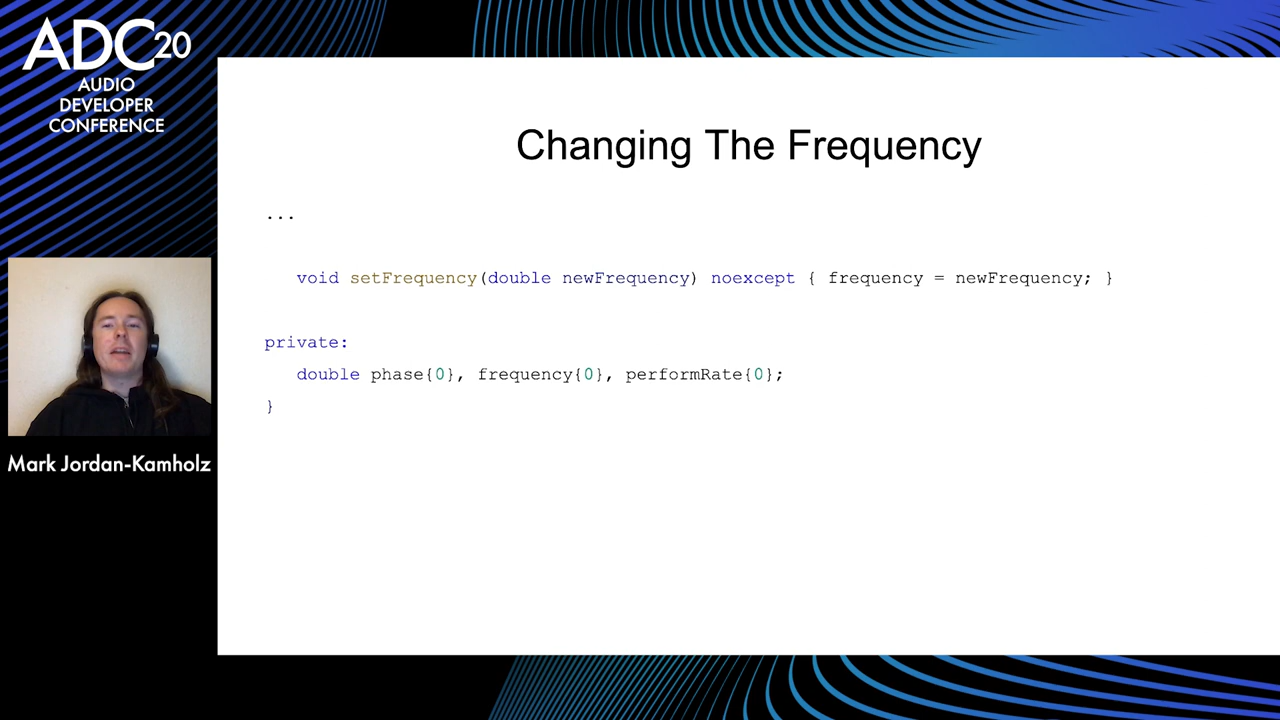 ADC20
AUDIO
DEVELOPER
CONFERENCE
Changing The Frequency
...
void setFrequency(double newFrequency) noexcept { frequency = newFrequency; }
private:
double phase{0}, frequency{0}, performRate{0};
}
Mark Jordan-Kamholz